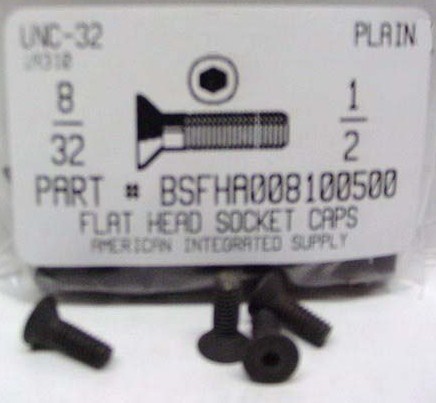 UNC-32 PLAIN
8
32
1
2
PART # BSFHA008100500
FLAT HEAD SOCKET CAPS
AMERICAN INTEGRATED SUPPLY